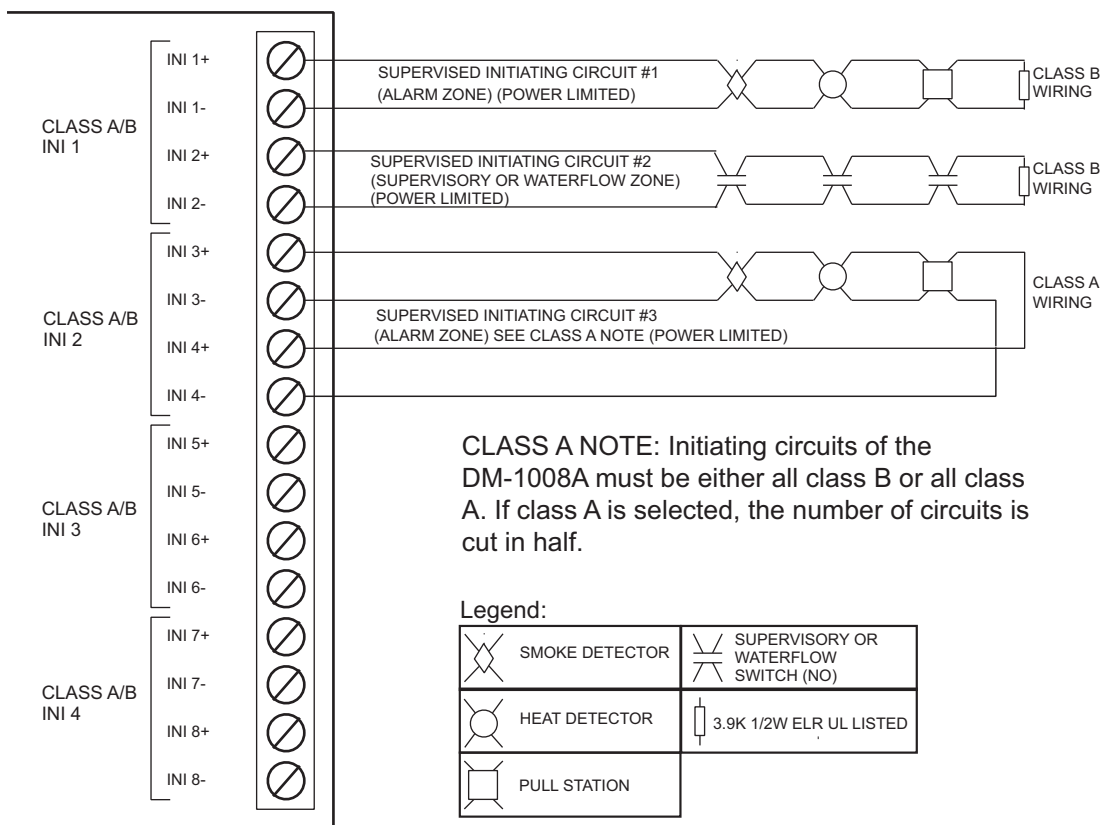 CLASS A/B
INI 1
INI 1+
INI 1-
INI 2+
INI 2-
CLASS A/B
INI 2
INI 3+
INI 3-
INI 4+
INI 4-
CLASS A/B
INI 3
INI 5+
INI 5-
INI 6+
INI 6-
CLASS A/B
INI 4
INI 7+
INI 7-
INI 8+
INI 8-
SUPERVISED INITIATING CIRCUIT #1
(ALARM ZONE) (POWER LIMITED)
CLASS B
WIRING
SUPERVISED INITIATING CIRCUIT #2
(SUPERVISORY OR WATERFLOW ZONE)
(POWER LIMITED)
CLASS B
WIRING
SUPERVISED INITIATING CIRCUIT #3
(ALARM ZONE) SEE CLASS A NOTE (POWER LIMITED)
CLASS A
WIRING
CLASS A NOTE: Initiating circuits of the
DM-1008A must be either all class B or all class
A. If class A is selected, the number of circuits is
cut in half.
Legend:
SMOKE DETECTOR
SUPERVISORY OR
WATERFLOW
SWITCH (NO)
HEAT DETECTOR
3.9K 1/2W ELR UL LISTED
PULL STATION